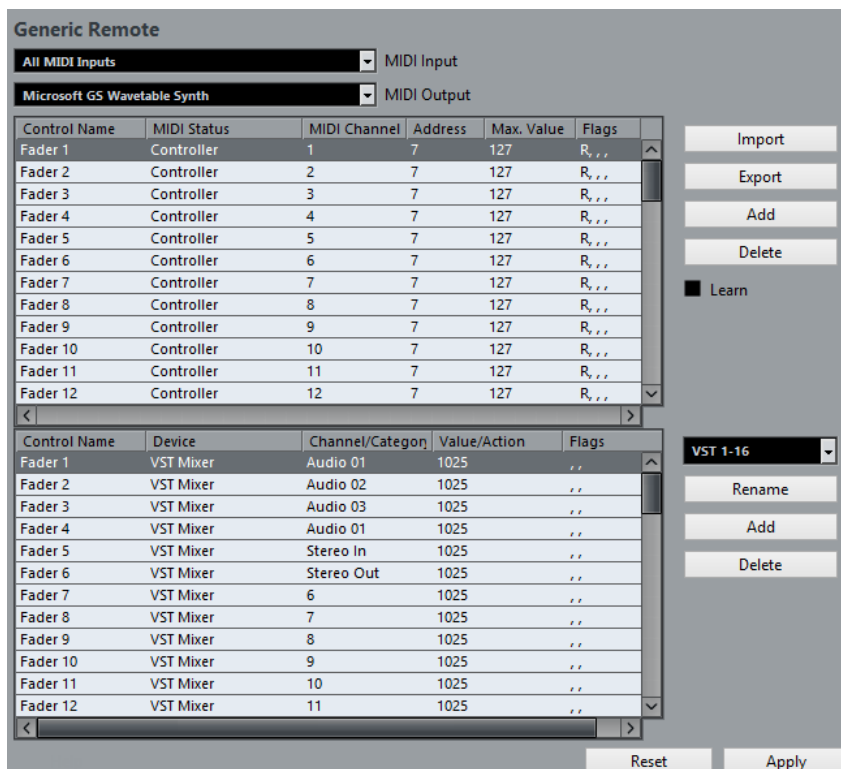 Generic Remote
All MIDI Inputs MIDI Input
Microsoft GS Wavetable Synth MIDI Output
Control Name MIDI Status MIDI Channel Address Max. Value Flags
Fader 1 Controller 1 7 127 R, , ,
Fader 2 Controller 2 7 127 R, , ,
Fader 3 Controller 3 7 127 R, , ,
Fader 4 Controller 4 7 127 R, , ,
Fader 5 Controller 5 7 127 R, , ,
Fader 6 Controller 6 7 127 R, , ,
Fader 7 Controller 7 7 127 R, , ,
Fader 8 Controller 8 7 127 R, , ,
Fader 9 Controller 9 7 127 R, , ,
Fader 10 Controller 10 7 127 R, , ,
Fader 11 Controller 11 7 127 R, , ,
Fader 12 Controller 12 7 127 R, , ,
Import
Export
Add
Delete
Learn
Control Name Device Channel/Categor Value/Action Flags
Fader 1 VST Mixer Audio 01 1025 , ,
Fader 2 VST Mixer Audio 02 1025 , ,
Fader 3 VST Mixer Audio 03 1025 , ,
Fader 4 VST Mixer Audio 01 1025 , ,
Fader 5 VST Mixer Stereo In 1025 , ,
Fader 6 VST Mixer Stereo Out 1025 , ,
Fader 7 VST Mixer 6 1025 , ,
Fader 8 VST Mixer 7 1025 , ,
Fader 9 VST Mixer 8 1025 , ,
Fader 10 VST Mixer 9 1025 , ,
Fader 11 VST Mixer 10 1025 , ,
Fader 12 VST Mixer 11 1025 , ,
VST 1-16
Rename
Add
Delete
Reset Apply